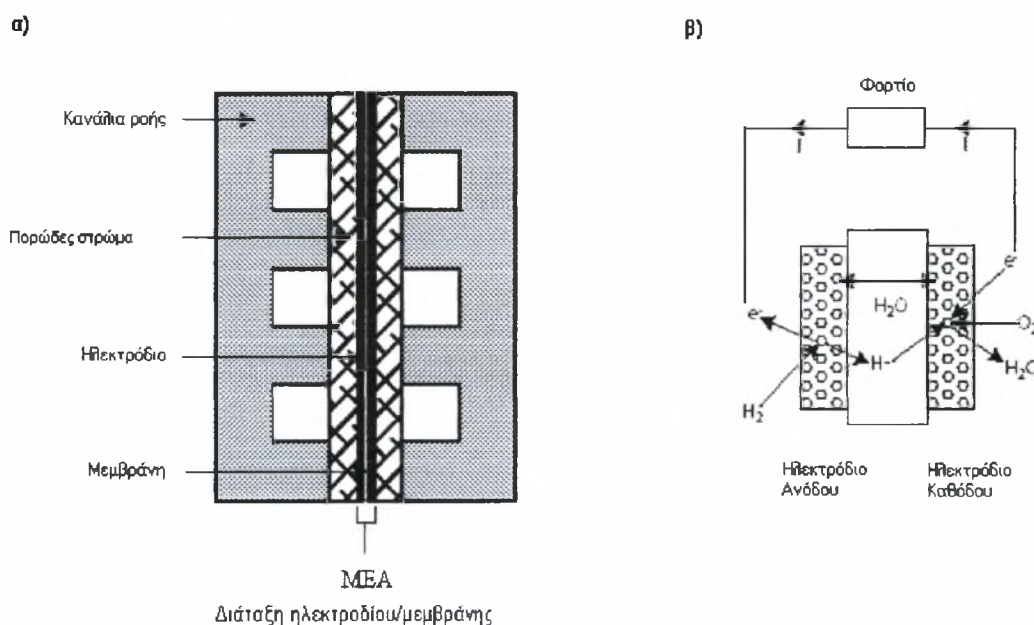 α)
Κανάλια ροής
Πορώδες στρώμα
Ηλεκτρόδιο
Μεμβράνη
MEA
Διάταξη ηλεκτροδίου/μεμβράνης
β)
Φορτίο
I
I
e-
H₂O
e-
O₂
H-
H₂
H₂O
Ηλεκτρόδιο
Ανόδου
Ηλεκτρόδιο
Καθόδου